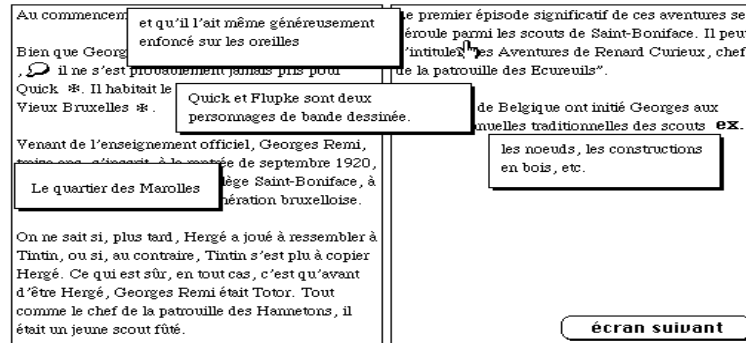 Au commencem
et qu'il l'ait même généreusement
enfoncé sur les oreilles
Bien que Georg
, il ne s'est probablement jamais pris pour
Quick ✻. Il habitait le
Vieux Bruxelles ✻.
Quick et Flupke sont deux
personnages de bande dessinée.
Venant de l'enseignement officiel, Georges Remi,
treize ans, s'inscrit, à la rentrée de septembre 1920,
lège Saint-Boniface, à
nération bruxelloise.
Le quartier des Marolles
On ne sait si, plus tard, Hergé a joué à ressembler à
Tintin, ou si, au contraire, Tintin s'est plu à copier
Hergé. Ce qui est sûr, en tout cas, c'est qu'avant
d'être Hergé, Georges Remi était Totor. Tout
comme le chef de la patrouille des Hannetons, il
était un jeune scout fûté.
Le premier épisode significatif de ces aventures se
déroule parmi les scouts de Saint-Boniface. Il peut
s'intituler "les Aventures de Renard Curieux, chef
de la patrouille des Ecureuils".
de Belgique ont initié Georges aux
nuelles traditionnelles des scouts ex.
les noeuds, les constructions
en bois, etc.
écran suivant